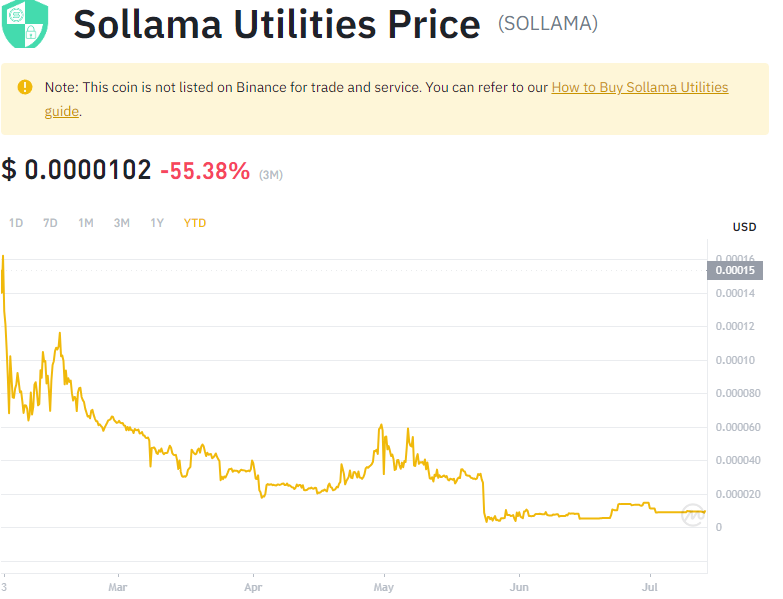 Sollama Utilities Price (SOLLAMA)
Note: This coin is not listed on Binance for trade and service. You can refer to our How to Buy Sollama Utilities
guide.
$ 0.0000102 -55.38% (3M)
1D 7D 1M 3M 1Y YTD
USD
0.00016
0.00015
0.00014
0.00012
0.00010
0.000080
0.000060
0.000040
0.000020
0
3 Mar Apr May Jun Jul